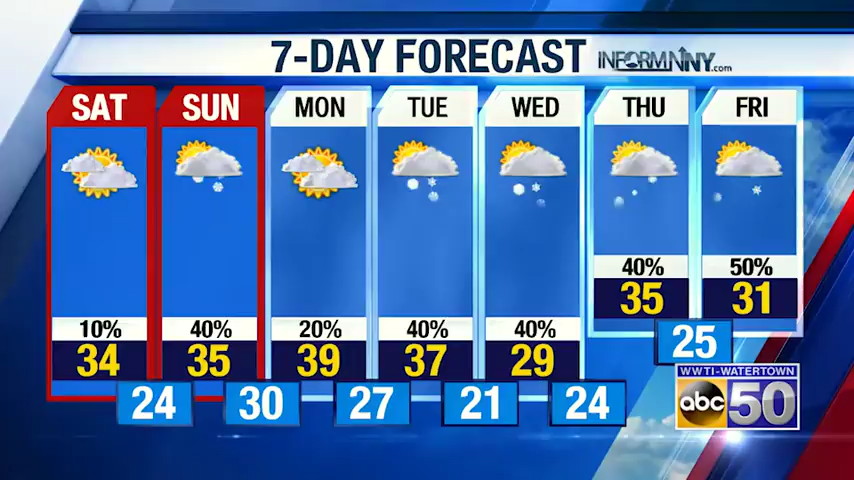 7-DAY FORECAST
INFORMNNY.com
SAT SUN MON TUE WED THU FRI
10% 40% 20% 40% 40% 40% 50%
34 35 39 37 29 35 31
24 30 27 21 24 25
WWTI-WATERTOWN
abc 50